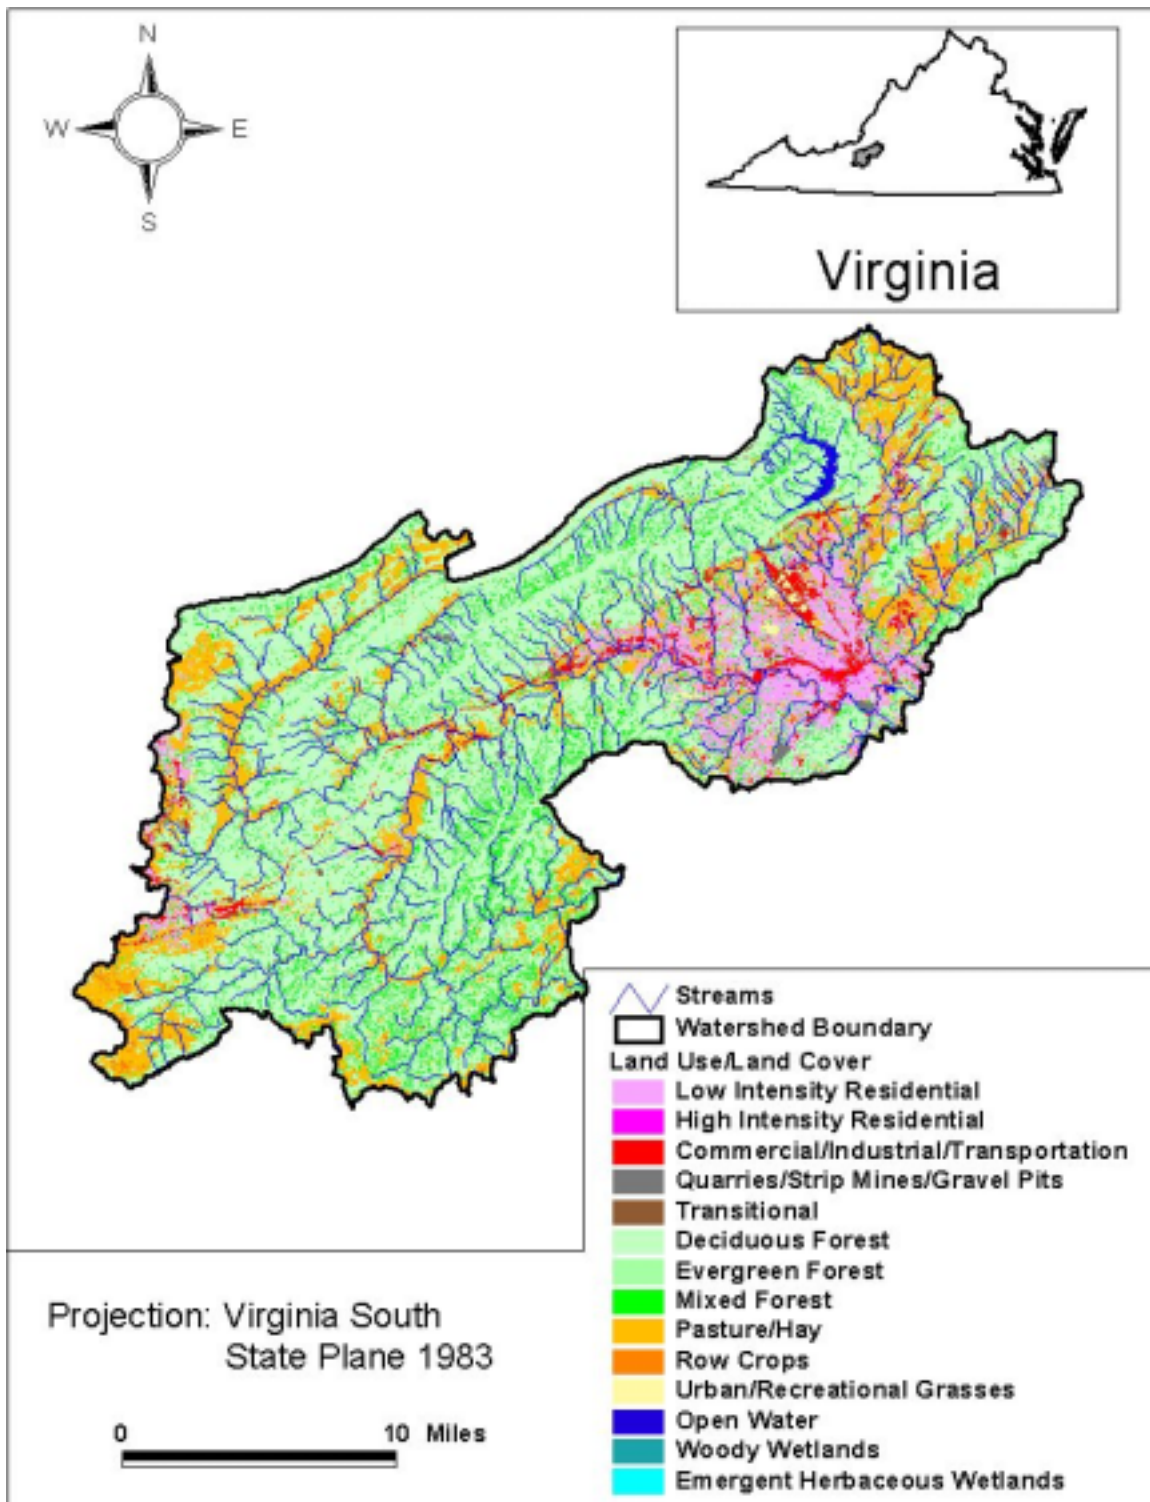 N
W E
S
Virginia
Streams
Watershed Boundary
Land Use/Land Cover
Low Intensity Residential
High Intensity Residential
Commercial/Industrial/Transportation
Quarries/Strip Mines/Gravel Pits
Transitional
Deciduous Forest
Evergreen Forest
Mixed Forest
Pasture/Hay
Row Crops
Urban/Recreational Grasses
Open Water
Woody Wetlands
Emergent Herbaceous Wetlands
Projection: Virginia South
State Plane 1983
0 10 Miles